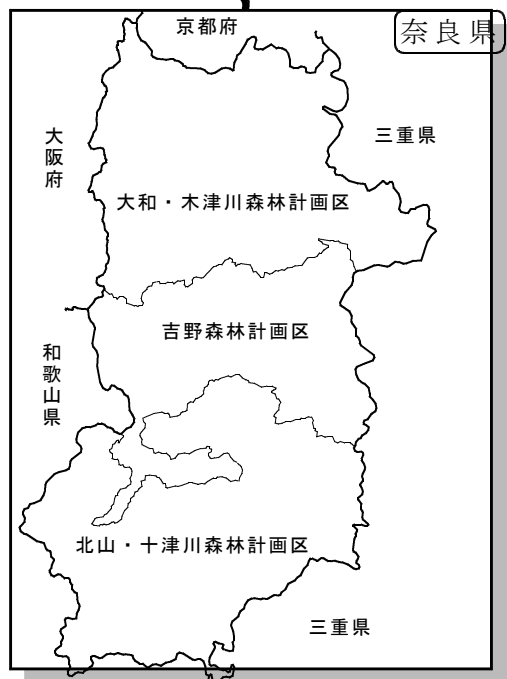 京都府
奈良県
三重県
大阪府
大和・木津川森林計画区
吉野森林計画区
和歌山県
北山・十津川森林計画区
三重県